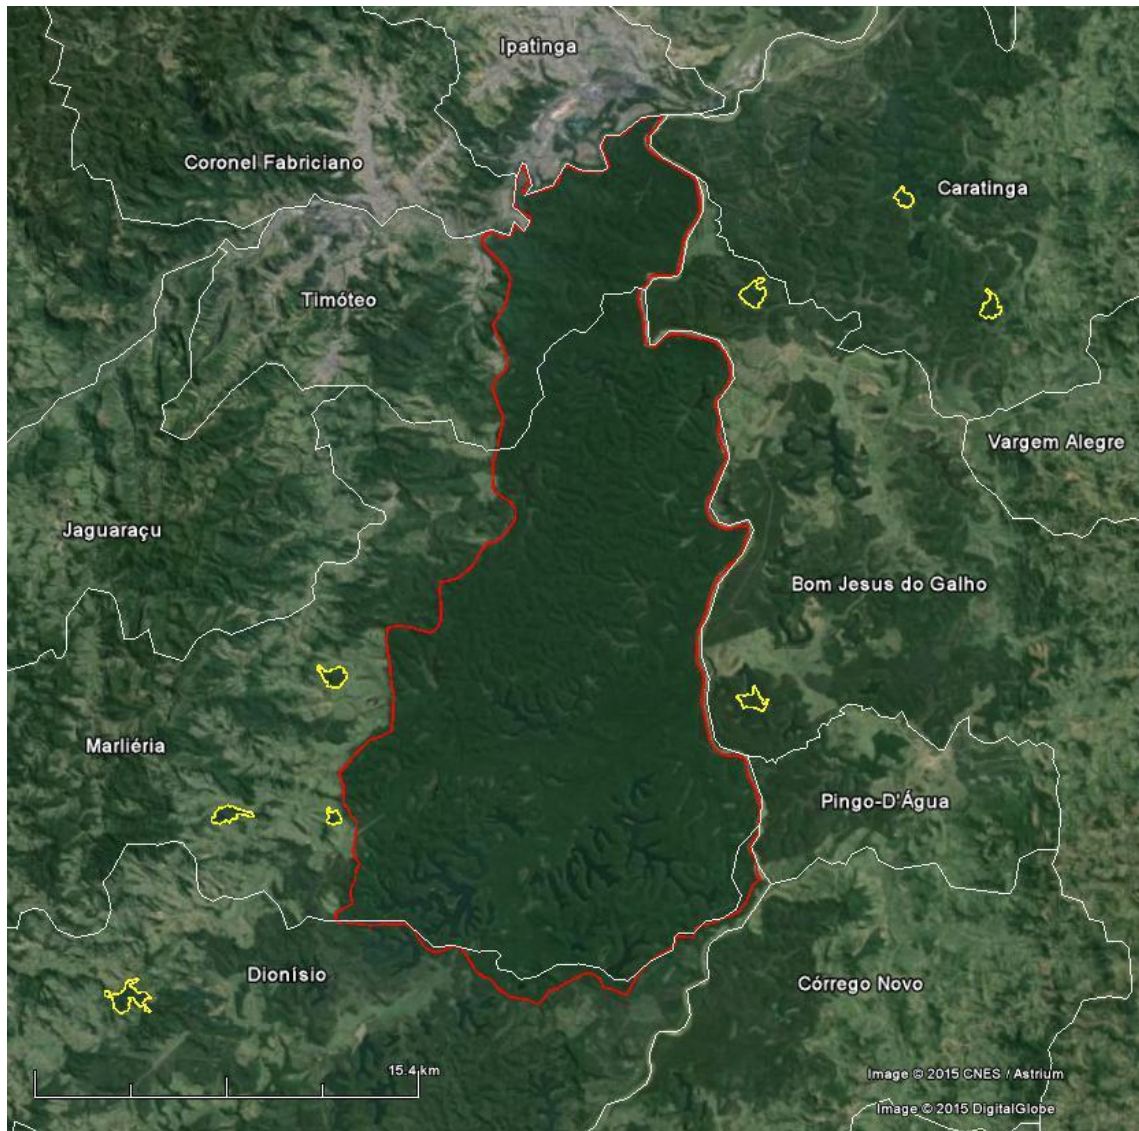 Ipatinga
Coronel Fabriciano
Caratinga
Timóteo
Vargem Alegre
Jaguaraçu
Bom Jesus do Galho
Marliéria
Pingo-D'Água
Dionísio
Córrego Novo
15.4 km
Image © 2015 CNES / Astrium
Image © 2015 DigitalGlobe